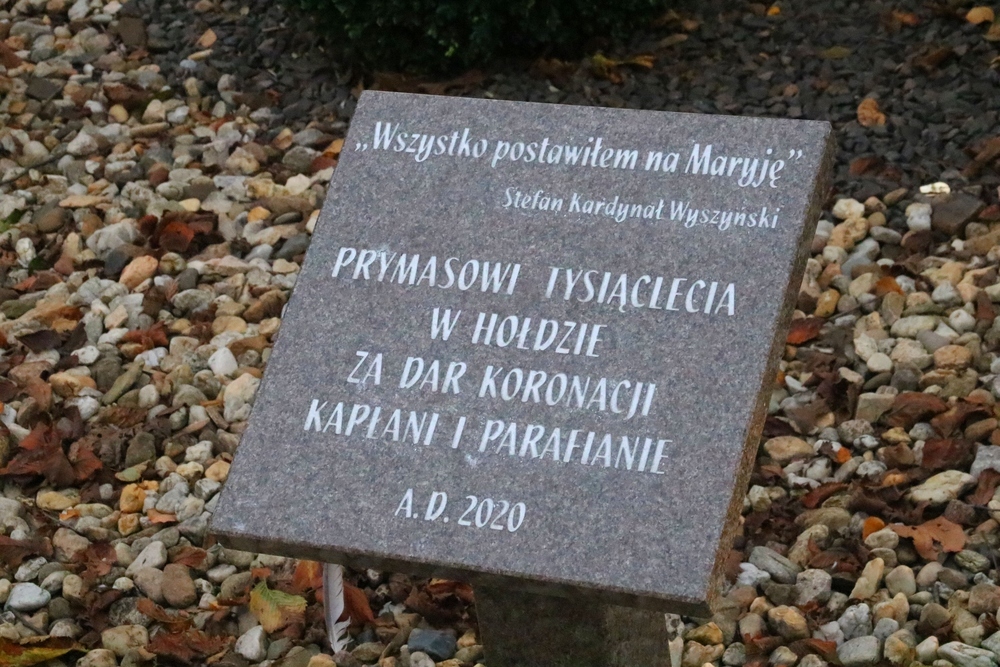 „Wszystko postawiłem na Maryję”
Stefan Kardynał Wyszyński
PRYMASOWI TYSIĄCLECIA
W HOŁDZIE
ZA DAR KORONACJI
KAPŁANI I PARAFIANIE
A.D. 2020